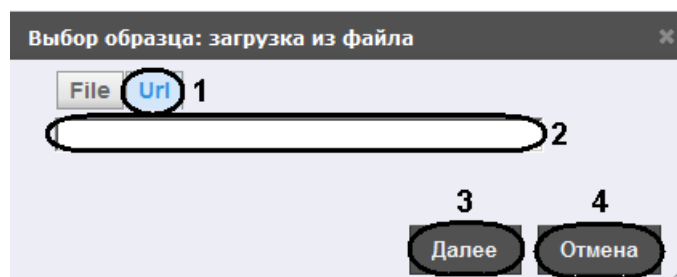 Выбор образца: загрузка из файла
File Url 1
2
3 4
Далее Отмена